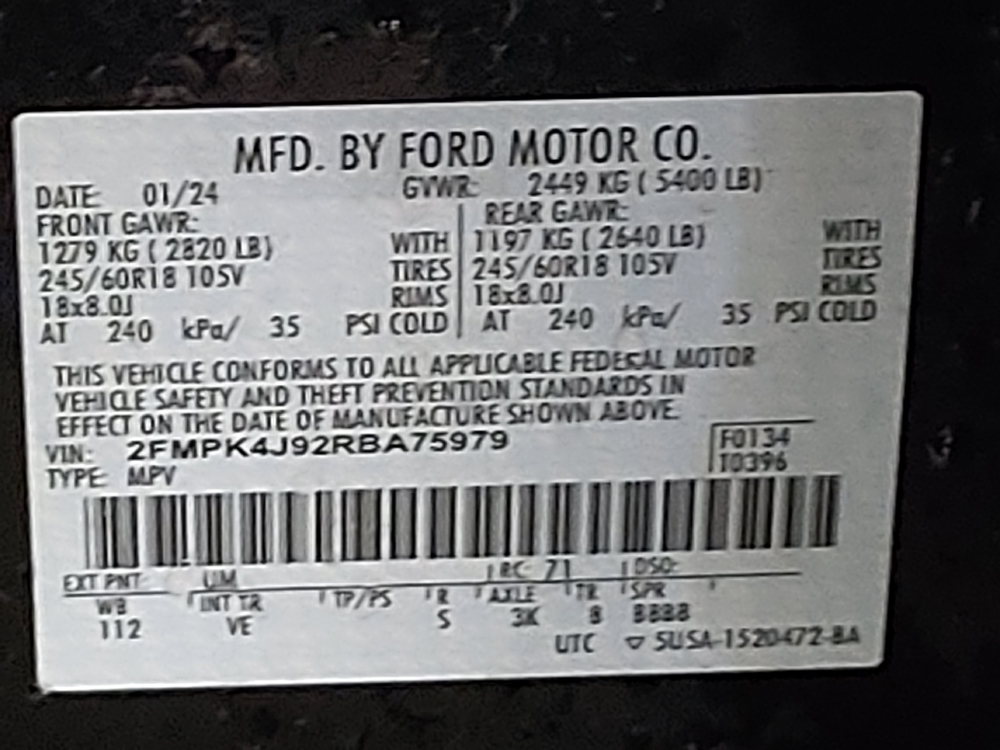 MFD. BY FORD MOTOR CO.
DATE: 01/24 GVWR: 2449 KG ( 5400 LB)
FRONT GAWR: REAR GAWR:
1279 KG ( 2820 LB) WITH 1197 KG ( 2640 LB) WITH
245/60R18 105V TIRES 245/60R18 105V TIRES
18x8.0J RIMS 18x8.0J RIMS
AT 240 kPa/ 35 PSI COLD AT 240 kPa/ 35 PSI COLD
THIS VEHICLE CONFORMS TO ALL APPLICABLE FEDERAL MOTOR
VEHICLE SAFETY AND THEFT PREVENTION STANDARDS IN
EFFECT ON THE DATE OF MANUFACTURE SHOWN ABOVE.
VIN: 2FMPK4J92RBA75979 F0134
TYPE: MPV T0396
EXT PNT: UM RC: 71 DSO:
WB INT TR TP/PS R AXLE TR SPR
112 VE S 3K 8 BBBB
UTC ▽ 5USA-1520472-BA